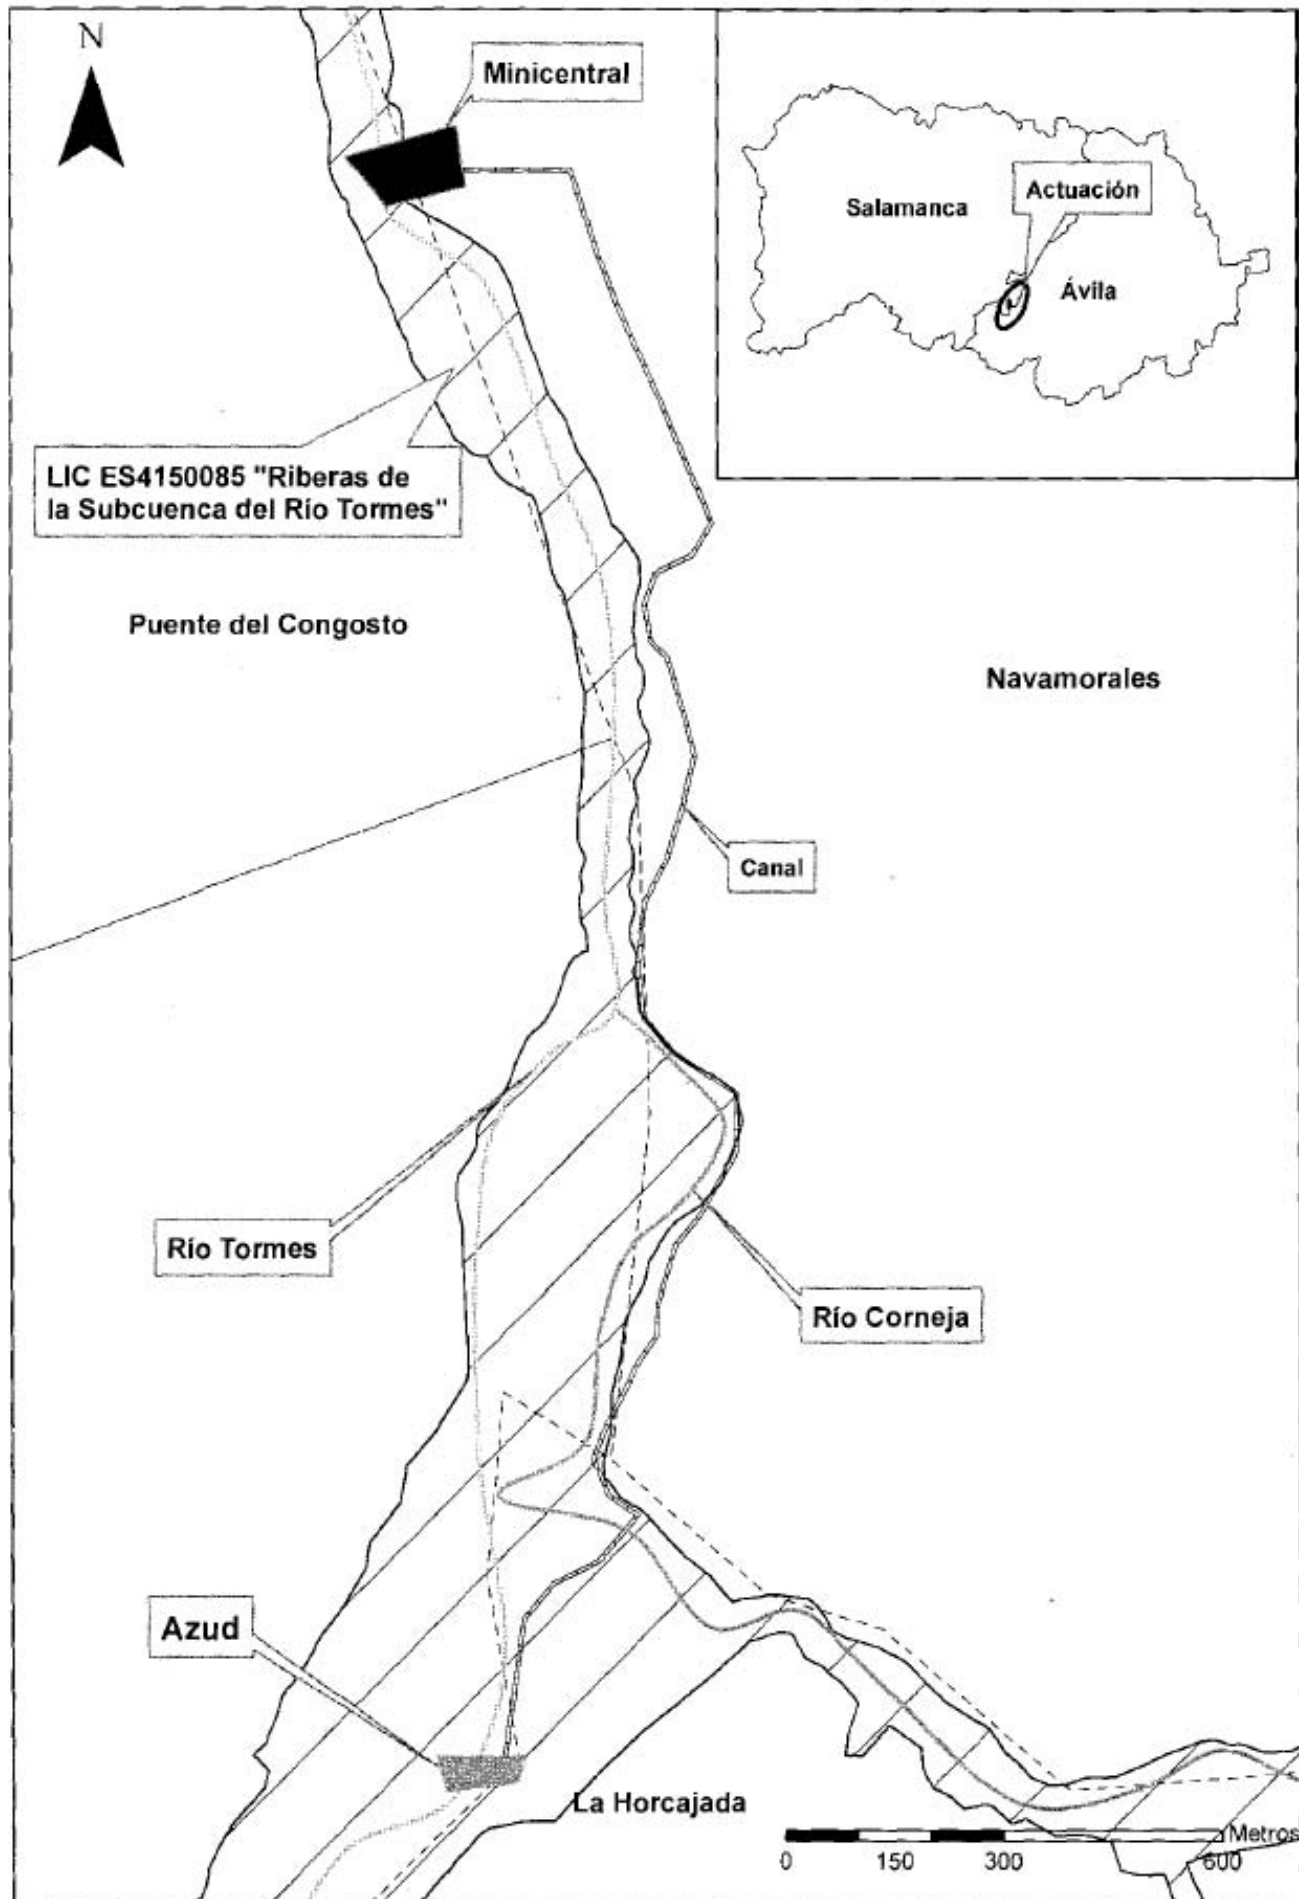 N
Minicentral
Salamanca
Actuación
Ávila
LIC ES4150085 "Riberas de
la Subcuenca del Río Tormes"
Puente del Congosto
Navamorales
Canal
Río Tormes
Río Corneja
Azud
La Horcajada
Metros
0 150 300 600